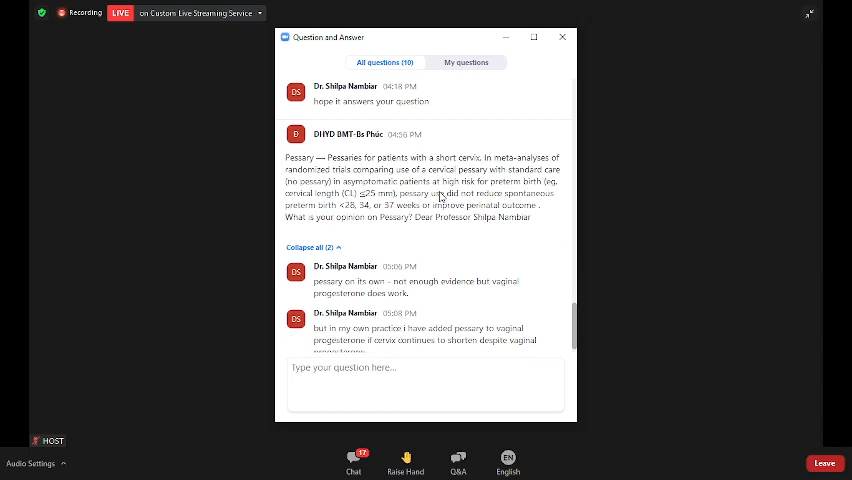 Recording LIVE on Custom Live Streaming Service
Question and Answer
All questions (10) My questions
DS Dr. Shilpa Nambiar 04:18 PM
hope it answers your question
D DHYD BMT-Bs Phúc 04:56 PM
Pessary — Pessaries for patients with a short cervix. In meta-analyses of
randomized trials comparing use of a cervical pessary with standard care
(no pessary) in asymptomatic patients at high risk for preterm birth (eg,
cervical length (CL) ≤25 mm), pessary use did not reduce spontaneous
preterm birth <28, 34, or 37 weeks or improve perinatal outcome .
What is your opinion on Pessary? Dear Professor Shilpa Nambiar
Collapse all (2)
DS Dr. Shilpa Nambiar 05:06 PM
pessary on its own - not enough evidence but vaginal
progesterone does work.
DS Dr. Shilpa Nambiar 05:08 PM
but in my own practice i have added pessary to vaginal
progesterone if cervix continues to shorten despite vaginal
Type your question here...
HOST
Audio Settings
17 EN
Chat Raise Hand Q&A English Leave